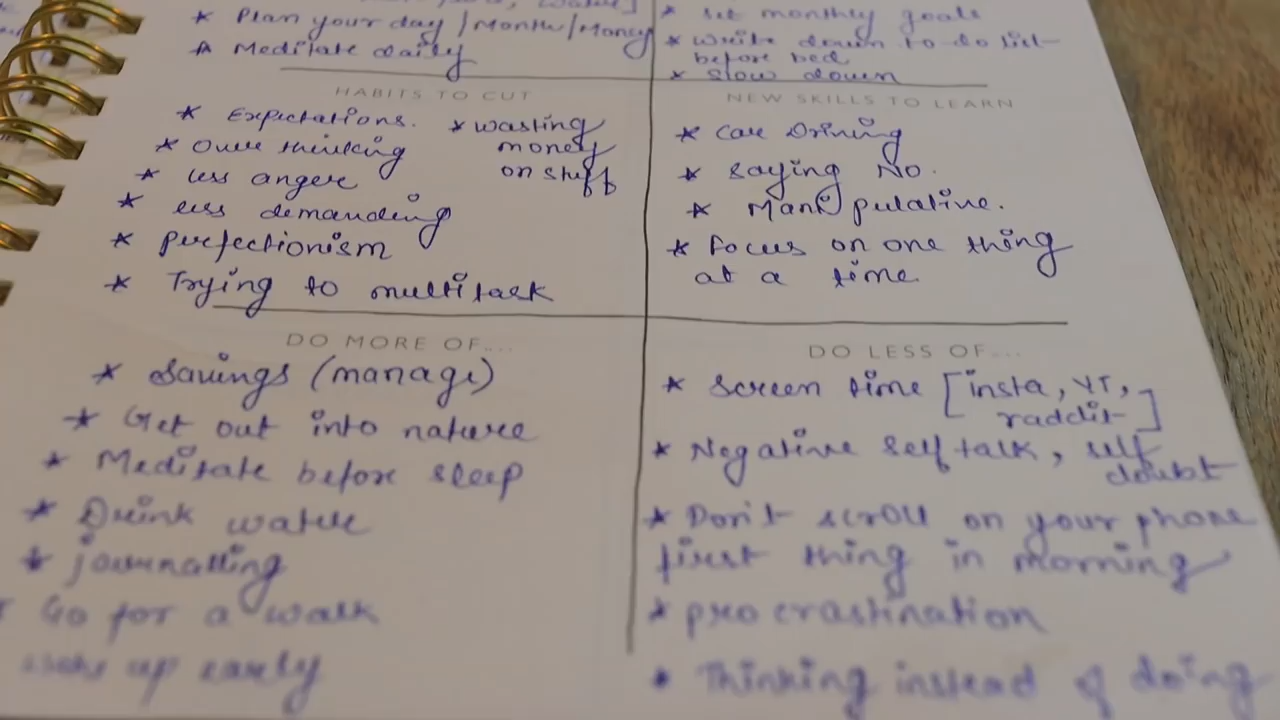 * Plan your day / Month / Money
* Meditate daily
* Set monthly goals
* Write down to do list
before bed
* Slow down
HABITS TO CUT
* Expectations.
* Over thinking
* less anger
* less demanding
* perfectionism
* Trying to multitask
* wasting
money
on stuff
NEW SKILLS TO LEARN
* Car Driving
* Saying No.
* Manipulative.
* Focus on one thing
at a time
DO MORE OF...
* Savings (manage)
* Get out into nature
* Meditate before sleep
* Drink water
* journalling
Go for a walk
wake up early
DO LESS OF...
* Screen time [insta, YT,
raddit]
* Negative self talk, self
doubt
* Don't scroll on your phone
first thing in morning
* procrastination
* Thinking instead of doing